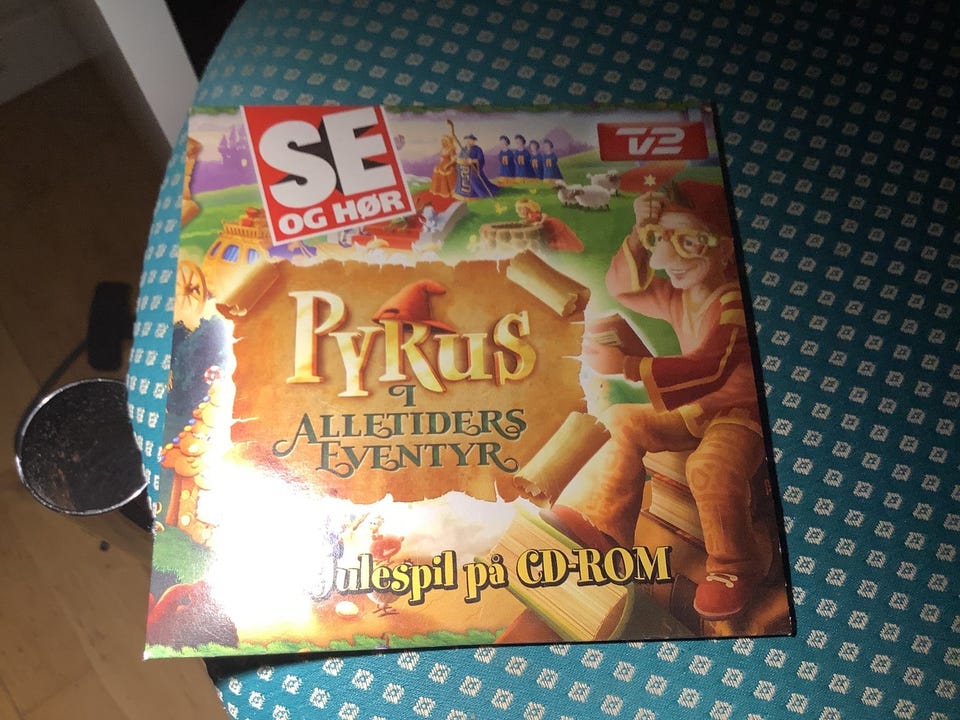 SE
OG HØR
TV2
PYRUS
I
ALLETIDERS
EVENTYR
Julespil på CD-ROM